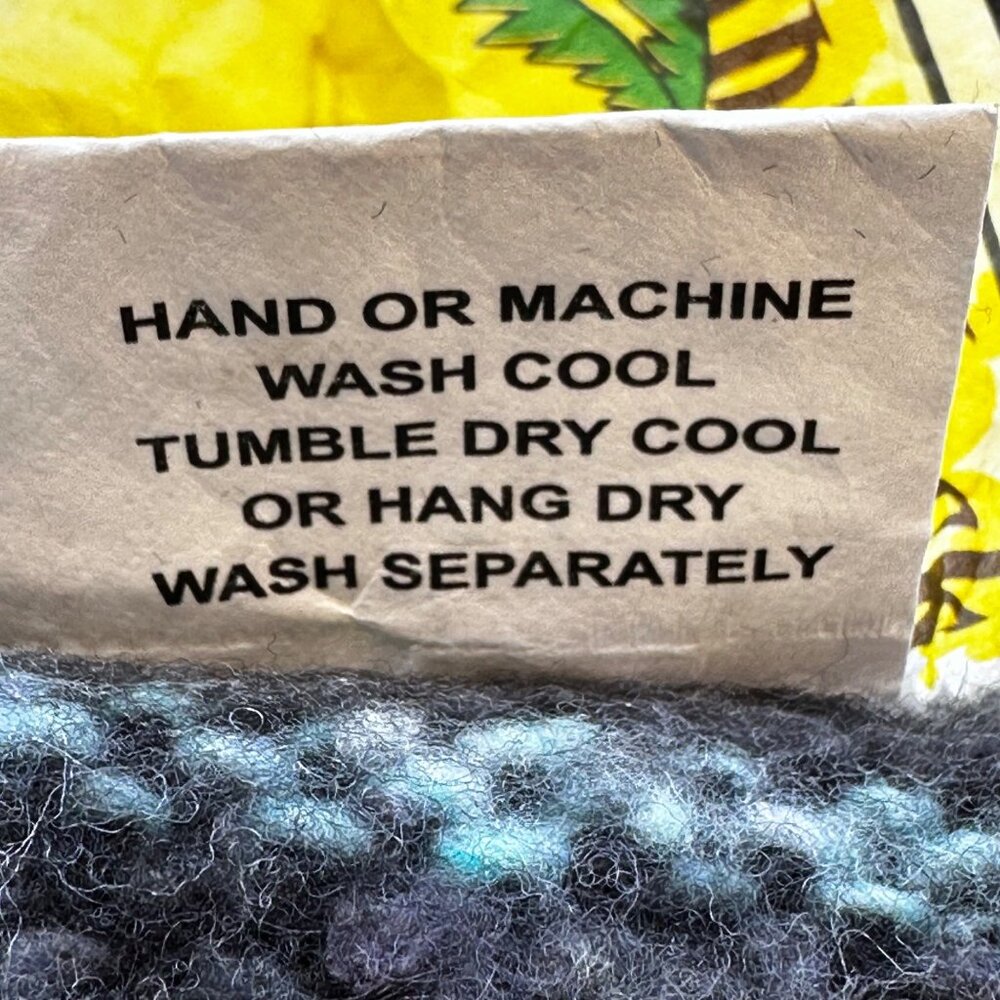 HAND OR MACHINE
WASH COOL
TUMBLE DRY COOL
OR HANG DRY
WASH SEPARATELY